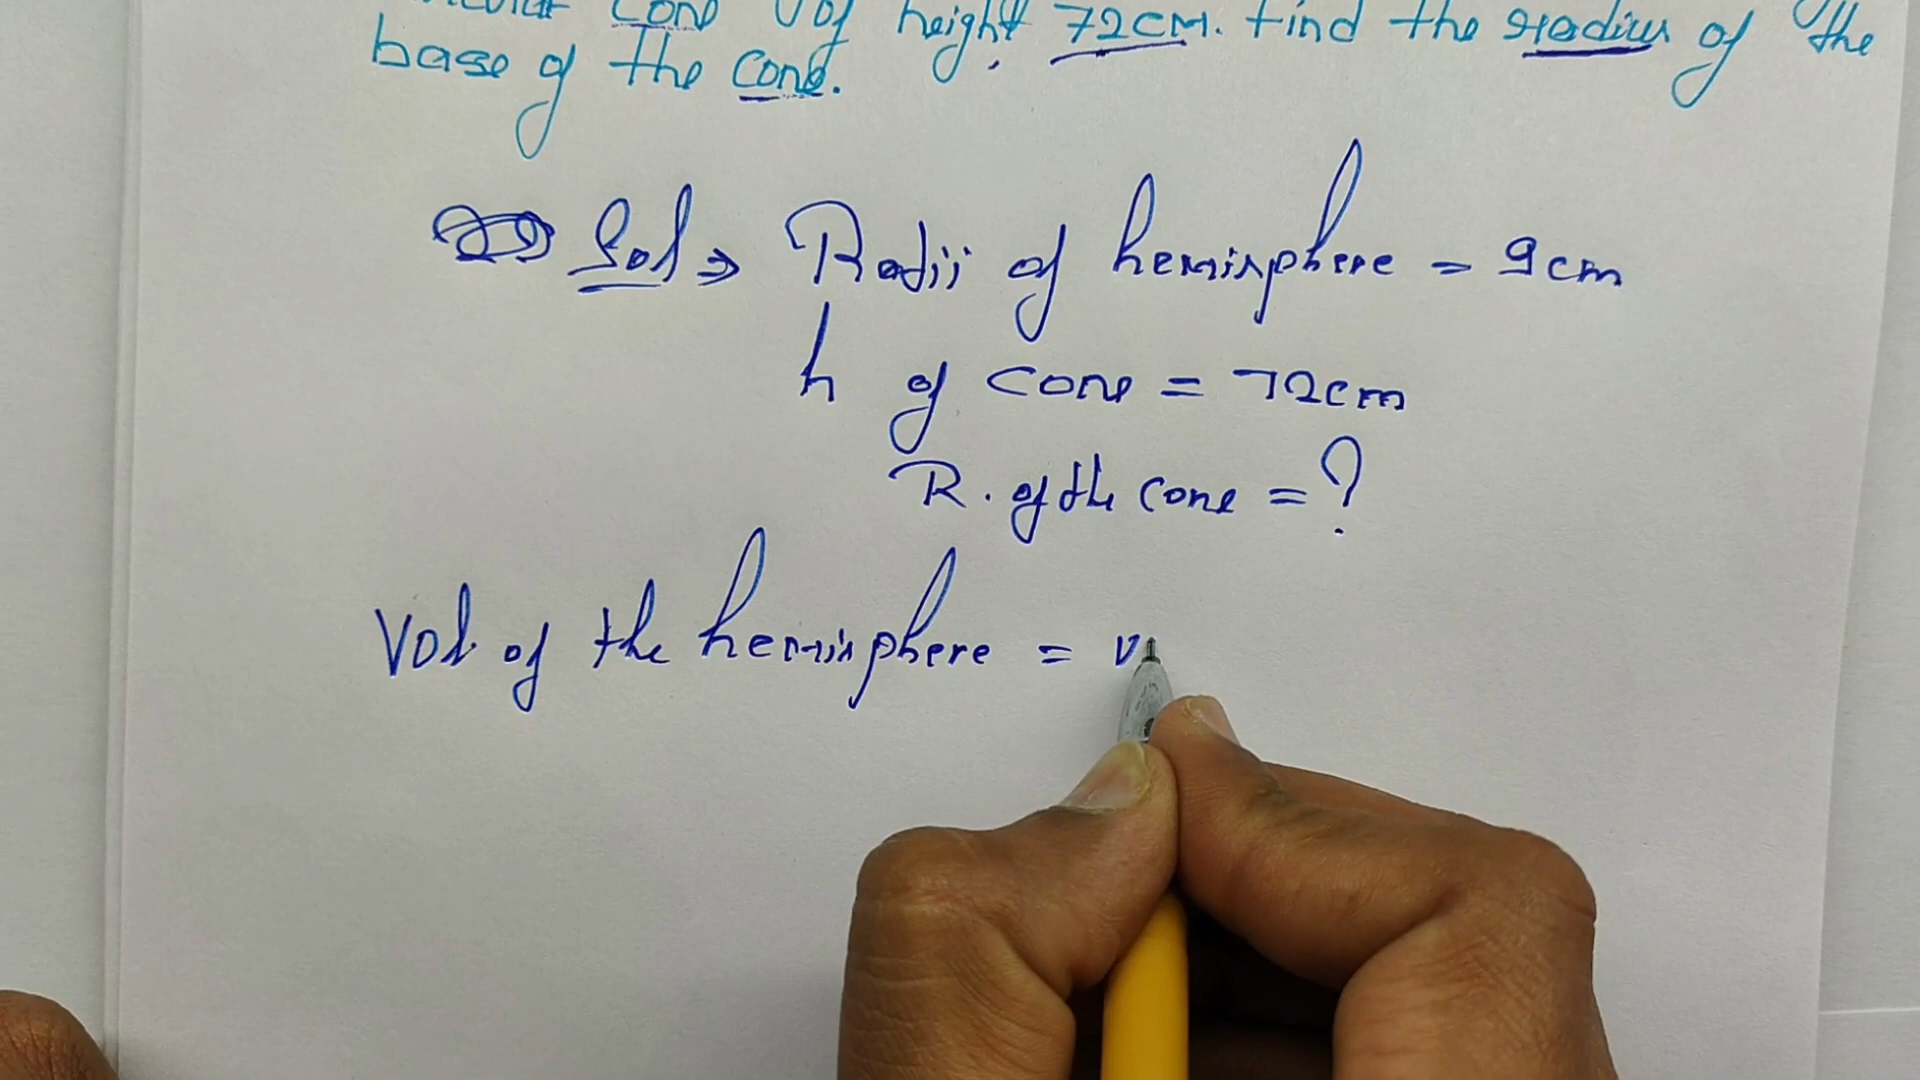 cular cone of height 72cm. find the radius of the
base of the cone.
Sol ⇒ Radii of hemisphere = 9cm
h of cone = 72cm
R. of the cone = ?
Vol. of the hemisphere = v